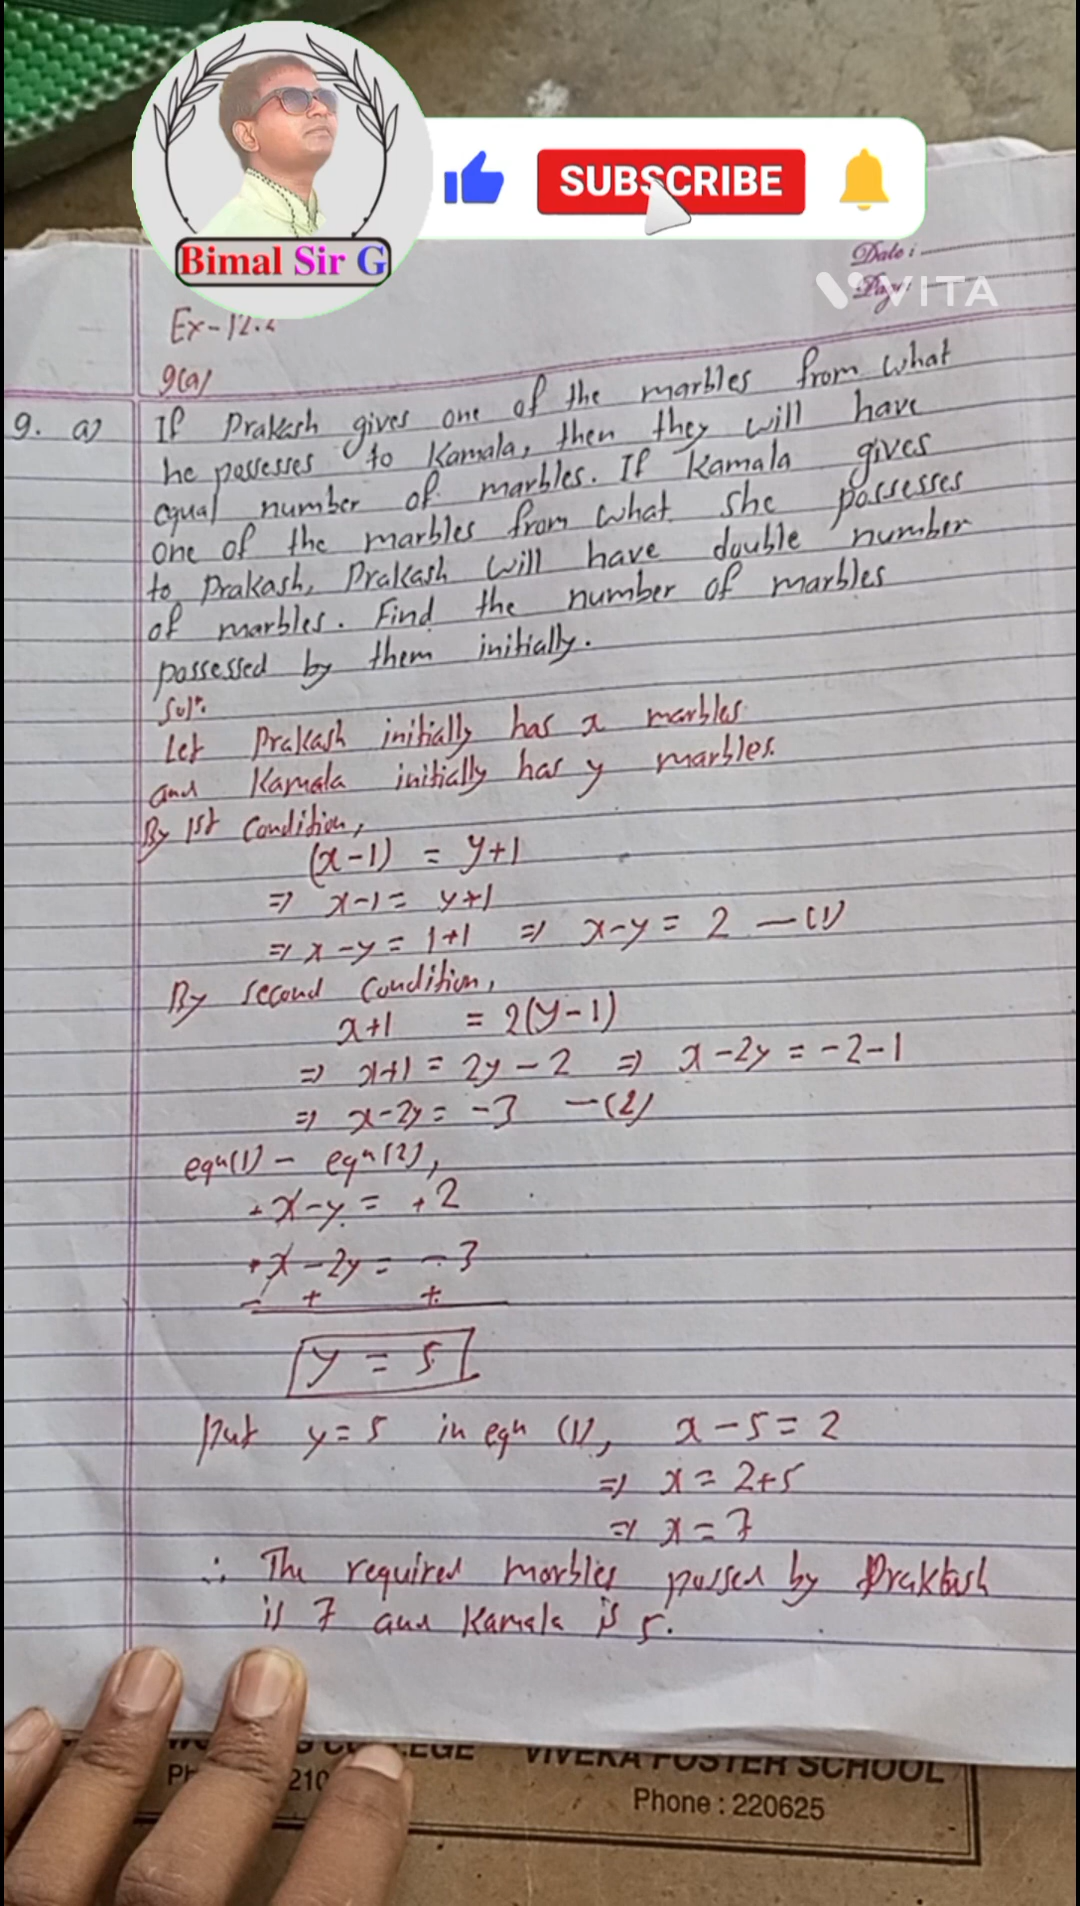 SUBSCRIBE
Bimal Sir G
Date :
Page:
VITA
Ex-12.2
9(a)
9. a) If Prakash gives one of the marbles from what
he possesses to Kamala, then they will have
equal number of marbles. If Kamala gives
one of the marbles from what she possesses
to Prakash, Prakash will have double number
of marbles. Find the number of marbles
possessed by them initially.
Solⁿ.
Let Prakash initially has x marbles
and Kamala initially has y marbles.
By 1st Condition,
(x-1) = y+1
⇒ x-1 = y+1
⇒ x-y = 1+1 ⇒ x-y = 2 —(1)
By second Condition,
x+1 = 2(y-1)
⇒ x+1 = 2y-2 ⇒ x-2y = -2-1
⇒ x-2y = -3 —(2)
eqⁿ(1) - eqⁿ(2),
+x-y = +2
+x-2y = -3
- + +
y = 5
Put y=5 in eqⁿ (1), x-5=2
⇒ x = 2+5
⇒ x = 7
∴ The required marbles possed by Prakash
is 7 and Kamala is 5.
EGE VIVEKA FOSTER SCHOOL
Ph 210 Phone : 220625